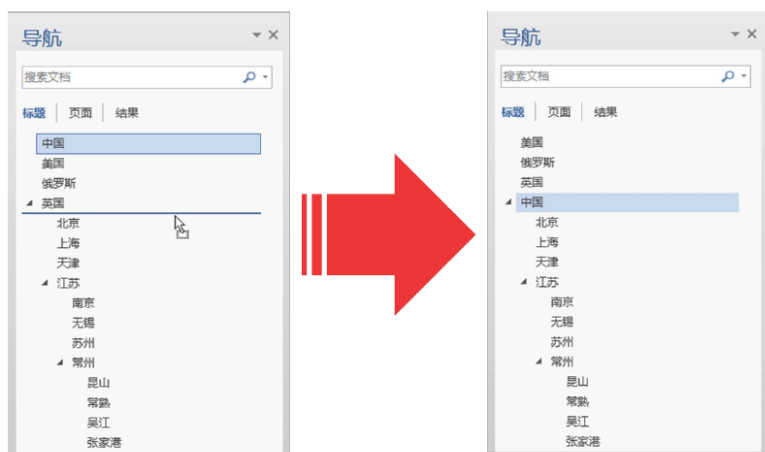 导航
搜索文档
标题 页面 结果
中国
美国
俄罗斯
英国
北京
上海
天津
江苏
南京
无锡
苏州
常州
昆山
常熟
吴江
张家港
导航
搜索文档
标题 页面 结果
美国
俄罗斯
英国
中国
北京
上海
天津
江苏
南京
无锡
苏州
常州
昆山
常熟
吴江
张家港